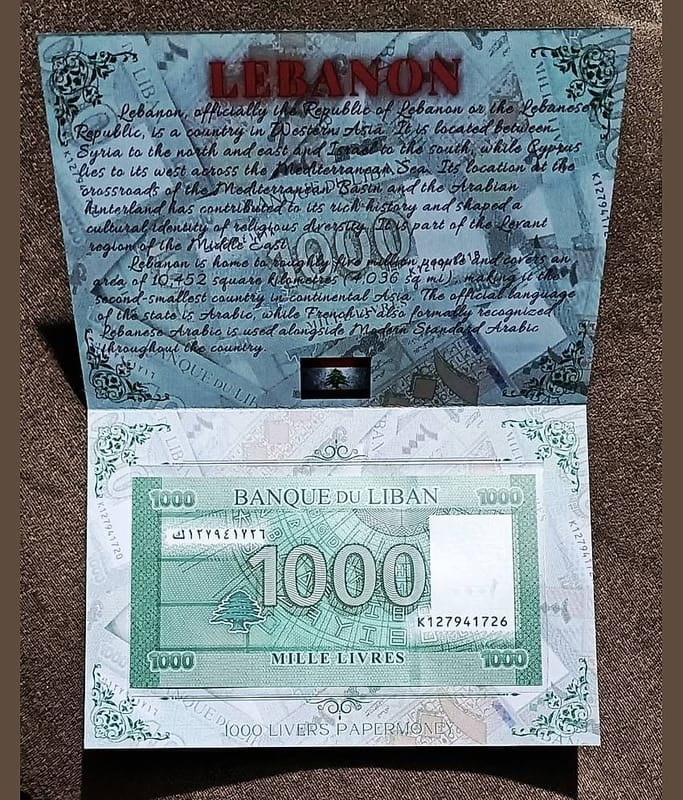 LEBANON
Lebanon, officially the Republic of Lebanon or the Lebanese
Republic, is a country in Western Asia. It is located between
Syria to the north and east and Israel to the south, while Cyprus
lies to its west across the Mediterranean Sea. Its location at the
crossroads of the Mediterranean Basin and the Arabian
hinterland has contributed to its rich history and shaped a
cultural identity of religious diversity. It is part of the Levant
region of the Middle East.
Lebanon is home to roughly five million people and covers an
area of 10,452 square kilometres (4,036 sq mi), making it the
second-smallest country in continental Asia. The official language
of the state is Arabic, while French is also formally recognized
Lebanese Arabic is used alongside Modern Standard Arabic
throughout the country.
1000 BANQUE DU LIBAN 1000
ك١٢٧٩٤١٧٢٦
1000
K127941726
1000 MILLE LIVRES 1000
1000 LIVERS PAPERMONEY
K127941720